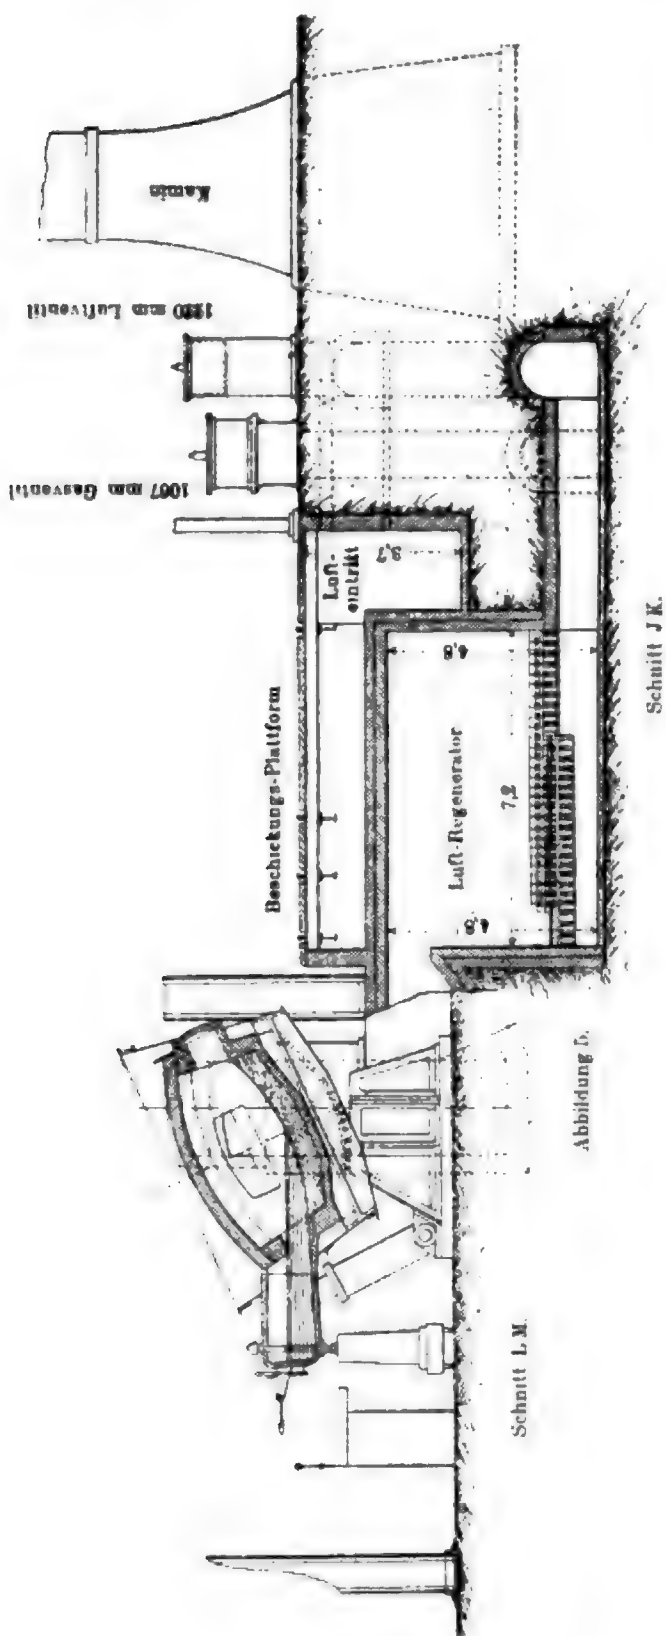 Kamin
1220 mm Luftventil
1067 mm Gasventil
Luft-
eintritt
3,7
Beschickungs-Plattform
Luft-Regenerator
4,8
7,2
4,8
Schnitt J K.
Abbildung 5.
Schnitt L M.